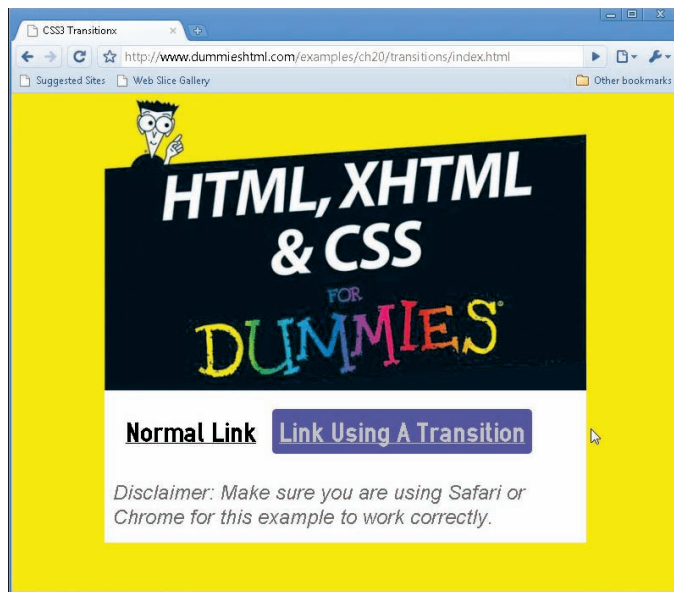 CSS3 Transitionx
http://www.dummieshtml.com/examples/ch20/transitions/index.html
Suggested Sites Web Slice Gallery Other bookmarks
HTML, XHTML
& CSS
FOR
DUMMIES
Normal Link Link Using A Transition
Disclaimer: Make sure you are using Safari or
Chrome for this example to work correctly.